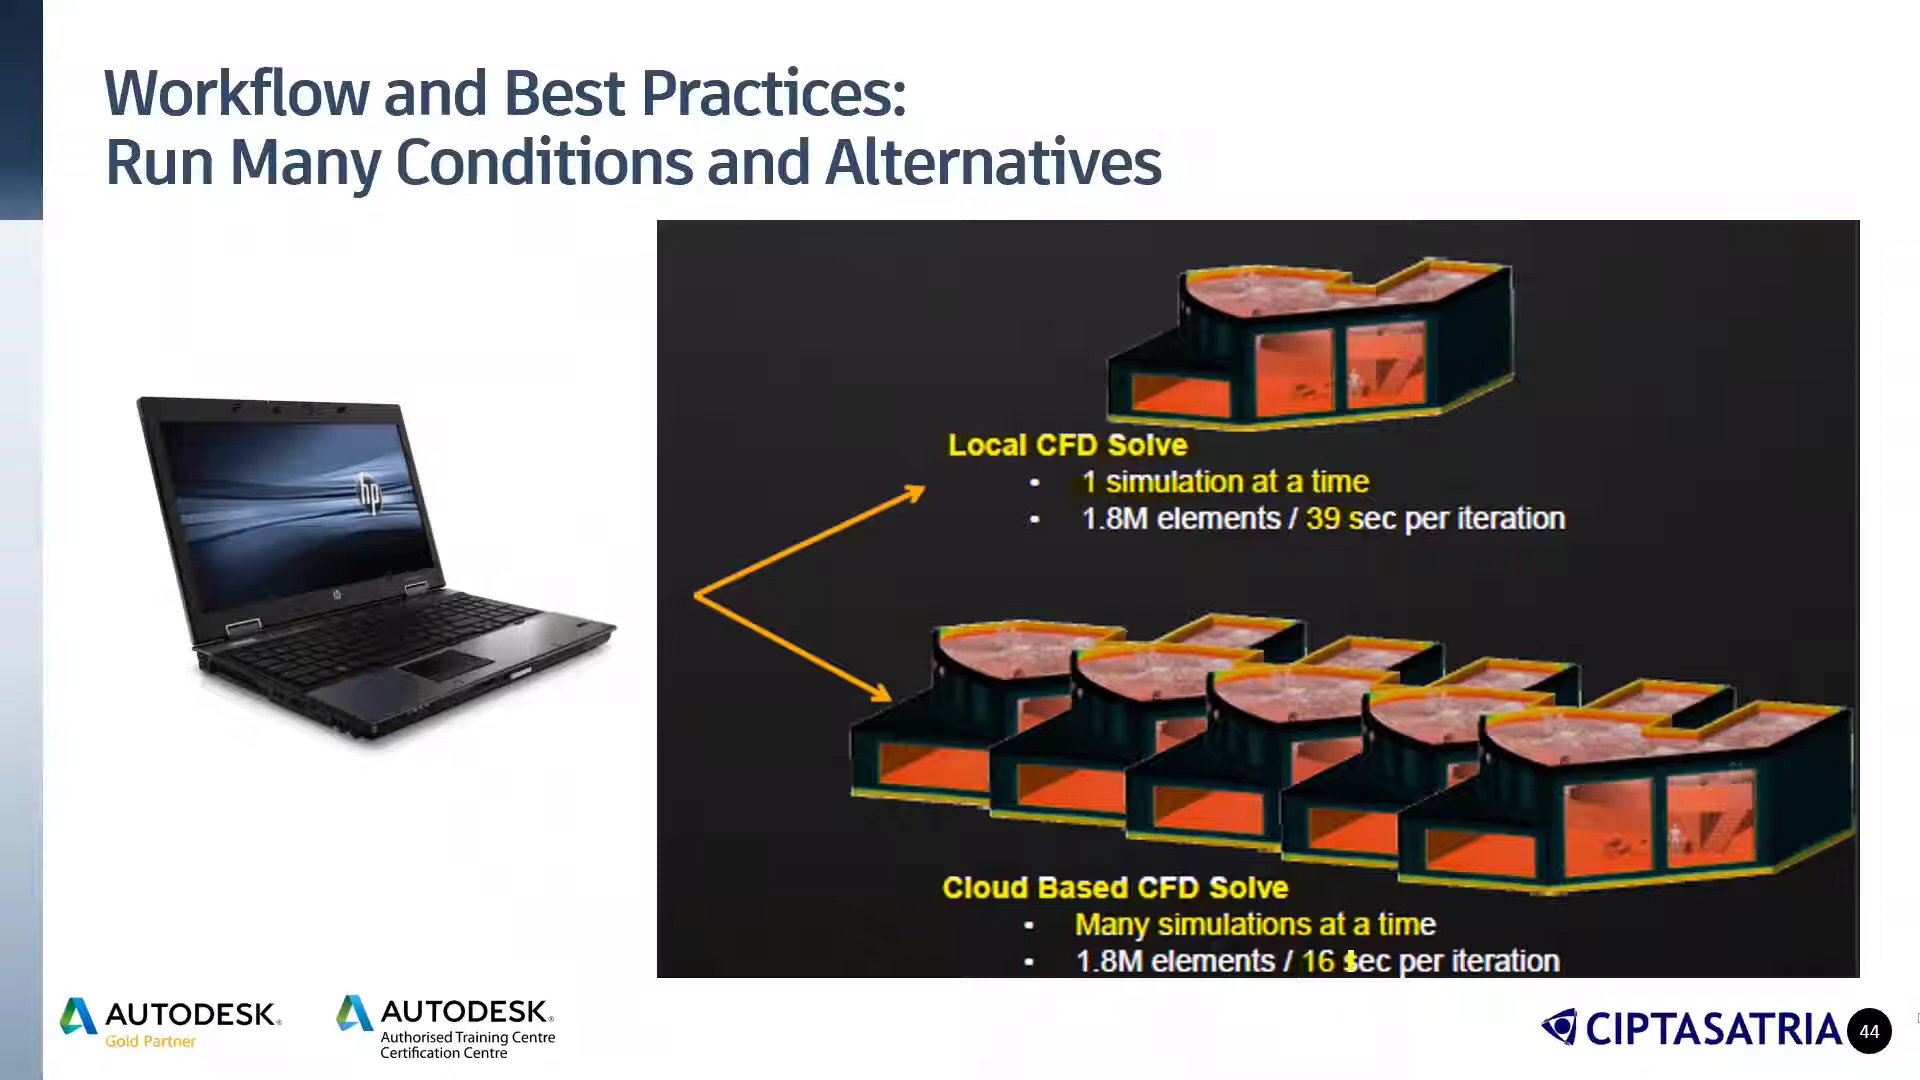 Workflow and Best Practices:
Run Many Conditions and Alternatives
hp
Local CFD Solve
• 1 simulation at a time
• 1.8M elements / 39 sec per iteration
Cloud Based CFD Solve
• Many simulations at a time
• 1.8M elements / 16 sec per iteration
AUTODESK®
Gold Partner
AUTODESK®
Authorised Training Centre
Certification Centre
CIPTASATRIA
44